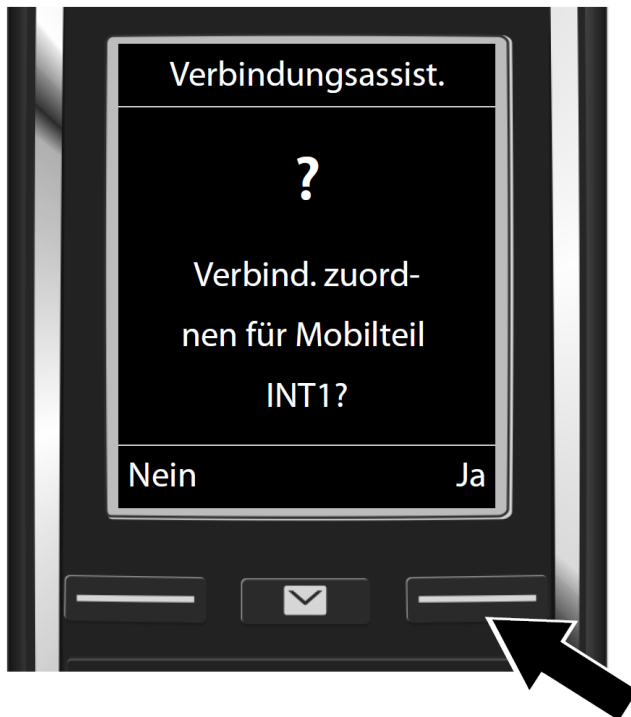 Verbindungsassist.
?
Verbind. zuord-
nen für Mobilteil
INT1?
Nein Ja